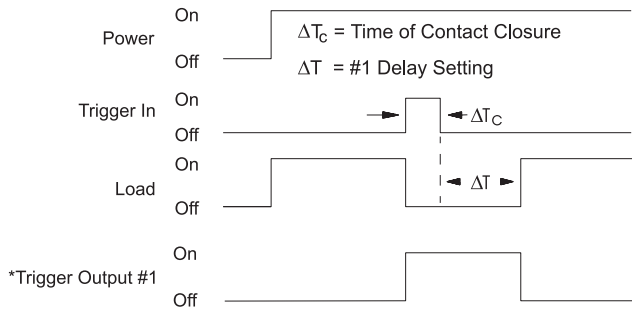 Power
On
Off
ΔTc = Time of Contact Closure
ΔT = #1 Delay Setting
Trigger In
On
Off
ΔTC
Load
On
Off
ΔT
*Trigger Output #1
On
Off